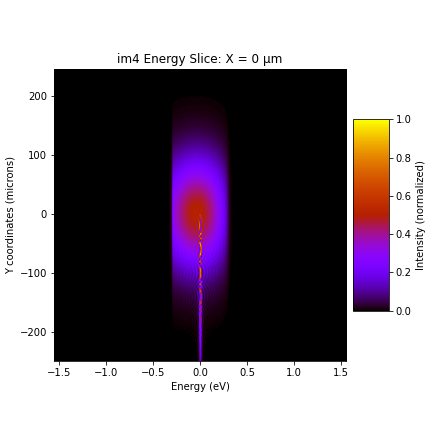 im4 Energy Slice: X = 0 μm
Y coordinates (microns)
200
100
0
−100
−200
−1.5 −1.0 −0.5 0.0 0.5 1.0 1.5
Energy (eV)
1.0
0.8
0.6
0.4
0.2
0.0
Intensity (normalized)